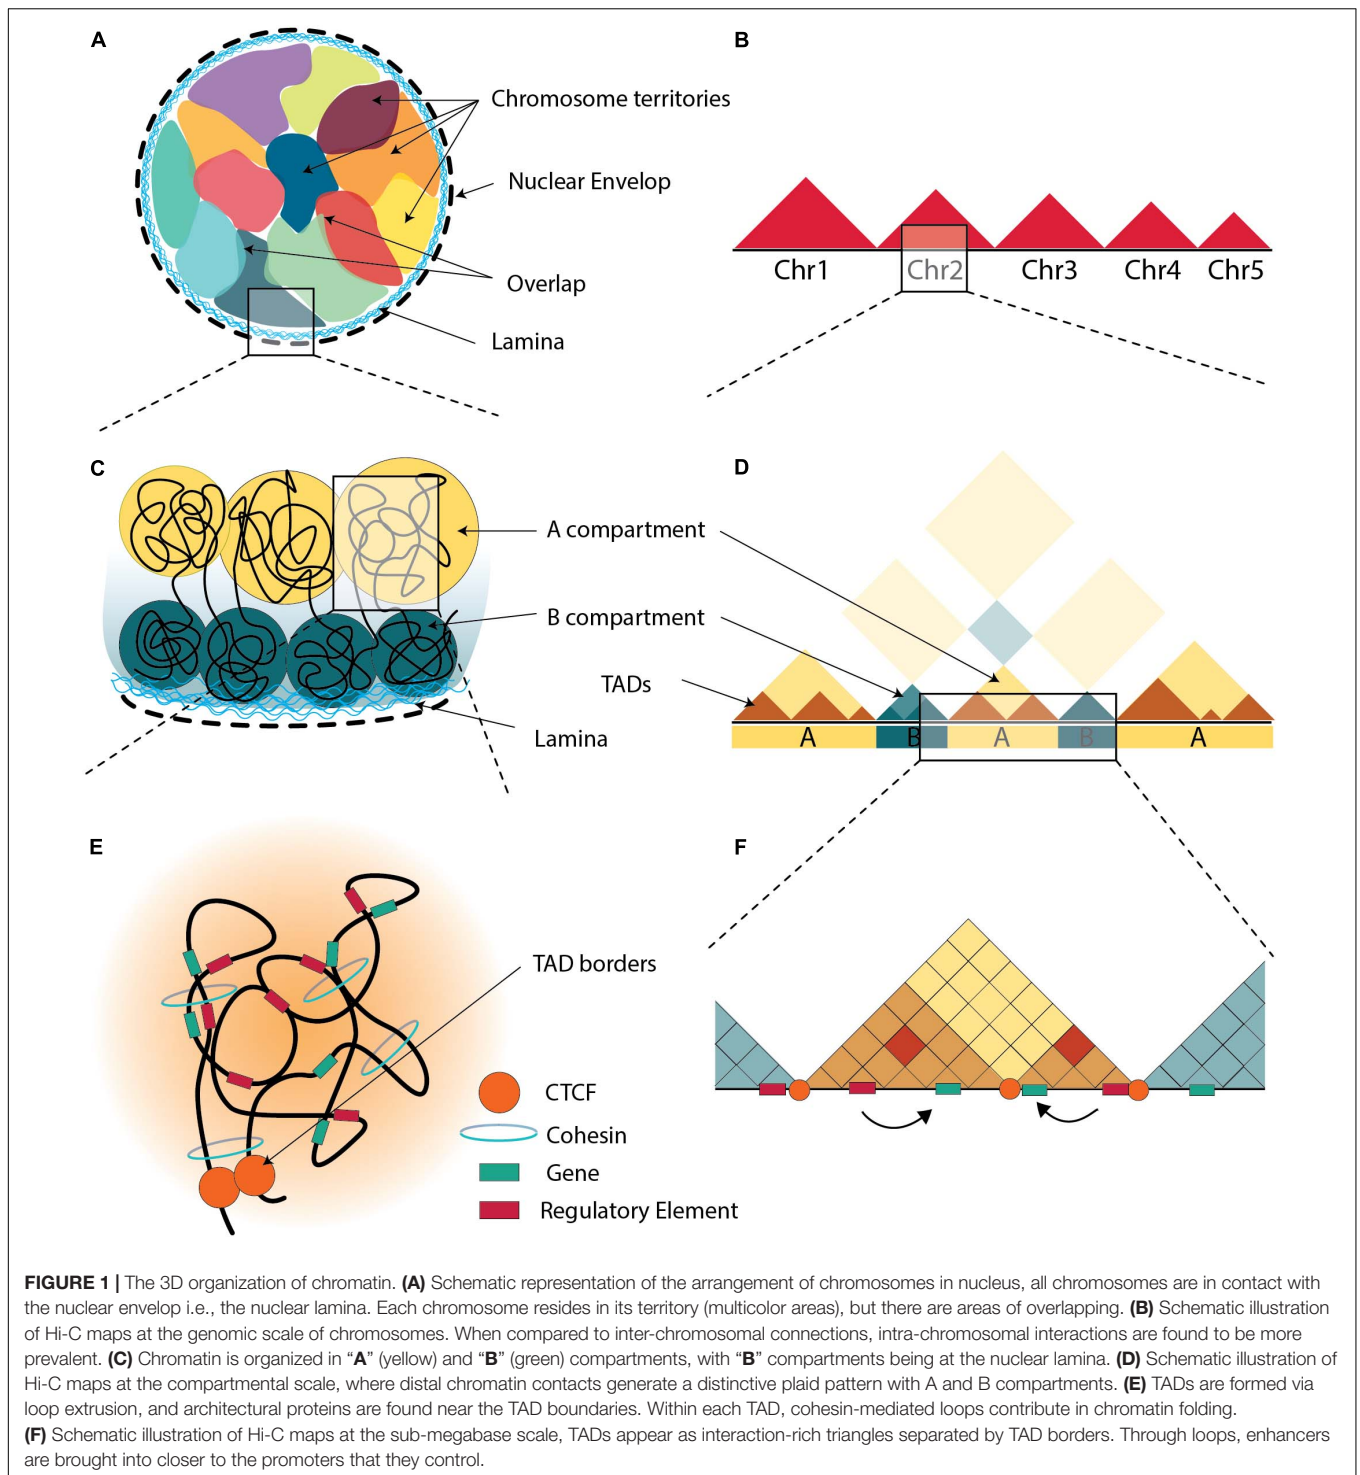 A
Chromosome territories
Nuclear Envelop
Overlap
Lamina
B
Chr1 Chr2 Chr3 Chr4 Chr5
C
A compartment
B compartment
TADs
Lamina
D
A B A B A
E
TAD borders
CTCF
Cohesin
Gene
Regulatory Element
F
FIGURE 1 | The 3D organization of chromatin. (A) Schematic representation of the arrangement of chromosomes in nucleus, all chromosomes are in contact with
the nuclear envelop i.e., the nuclear lamina. Each chromosome resides in its territory (multicolor areas), but there are areas of overlapping. (B) Schematic illustration
of Hi-C maps at the genomic scale of chromosomes. When compared to inter-chromosomal connections, intra-chromosomal interactions are found to be more
prevalent. (C) Chromatin is organized in “A” (yellow) and “B” (green) compartments, with “B” compartments being at the nuclear lamina. (D) Schematic illustration of
Hi-C maps at the compartmental scale, where distal chromatin contacts generate a distinctive plaid pattern with A and B compartments. (E) TADs are formed via
loop extrusion, and architectural proteins are found near the TAD boundaries. Within each TAD, cohesin-mediated loops contribute in chromatin folding.
(F) Schematic illustration of Hi-C maps at the sub-megabase scale, TADs appear as interaction-rich triangles separated by TAD borders. Through loops, enhancers
are brought into closer to the promoters that they control.